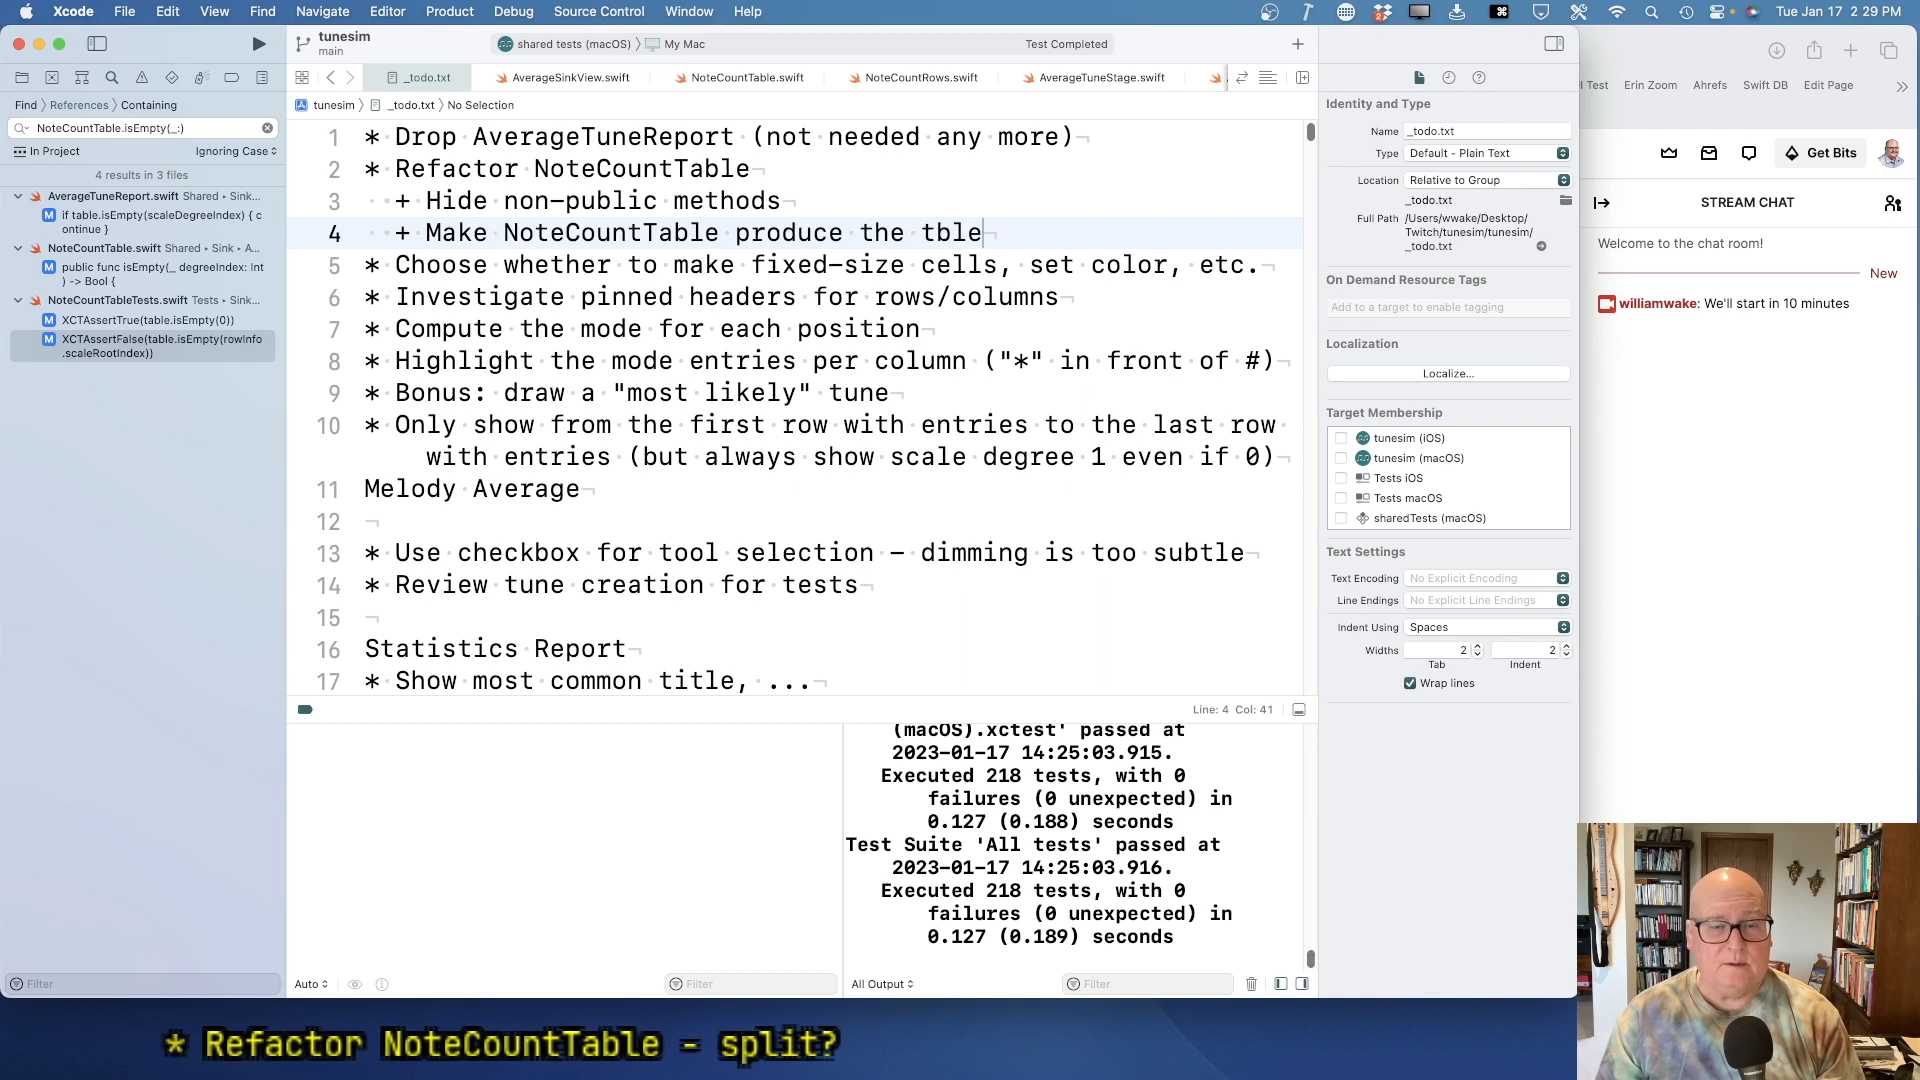 Xcode File Edit View Find Navigate Editor Product Debug Source Control Window Help
Tue Jan 17 2:29 PM
tunesim
main
shared tests (macOS) 〉 My Mac
Test Completed
_todo.txt
AverageSinkView.swift
NoteCountTable.swift
NoteCountRows.swift
AverageTuneStage.swift
Find 〉 References 〉 Containing
NoteCountTable.isEmpty(_:)
In Project
Ignoring Case
4 results in 3 files
AverageTuneReport.swift Shared • Sink...
M if table.isEmpty(scaleDegreeIndex) { c
ontinue }
NoteCountTable.swift Shared • Sink • A...
M public func isEmpty(_ degreeIndex: Int
) -> Bool {
NoteCountTableTests.swift Tests • Sink...
M XCTAssertTrue(table.isEmpty(0))
M XCTAssertFalse(table.isEmpty(rowInfo
.scaleRootIndex))
Filter
tunesim 〉 _todo.txt 〉 No Selection
1 * Drop AverageTuneReport (not needed any more)
2 * Refactor NoteCountTable
3 + Hide non-public methods
4 + Make NoteCountTable produce the tble
5 * Choose whether to make fixed-size cells, set color, etc.
6 * Investigate pinned headers for rows/columns
7 * Compute the mode for each position
8 * Highlight the mode entries per column ("*" in front of #)
9 * Bonus: draw a "most likely" tune
10 * Only show from the first row with entries to the last row
with entries (but always show scale degree 1 even if 0)
11 Melody Average
12
13 * Use checkbox for tool selection - dimming is too subtle
14 * Review tune creation for tests
15
16 Statistics Report
17 * Show most common title, ...
Line: 4 Col: 41
(macOS).xctest' passed at
2023-01-17 14:25:03.915.
Executed 218 tests, with 0
failures (0 unexpected) in
0.127 (0.188) seconds
Test Suite 'All tests' passed at
2023-01-17 14:25:03.916.
Executed 218 tests, with 0
failures (0 unexpected) in
0.127 (0.189) seconds
Auto
Filter
All Output
Filter
Identity and Type
Name _todo.txt
Type Default - Plain Text
Location Relative to Group
_todo.txt
Full Path /Users/wwake/Desktop/
Twitch/tunesim/tunesim/
_todo.txt
On Demand Resource Tags
Add to a target to enable tagging
Localization
Localize...
Target Membership
tunesim (iOS)
tunesim (macOS)
Tests iOS
Tests macOS
sharedTests (macOS)
Text Settings
Text Encoding No Explicit Encoding
Line Endings No Explicit Line Endings
Indent Using Spaces
Widths 2 2
Tab Indent
Wrap lines
Test Erin Zoom Ahrefs Swift DB Edit Page
Get Bits
STREAM CHAT
Welcome to the chat room!
New
williamwake: We'll start in 10 minutes
* Refactor NoteCountTable - split?